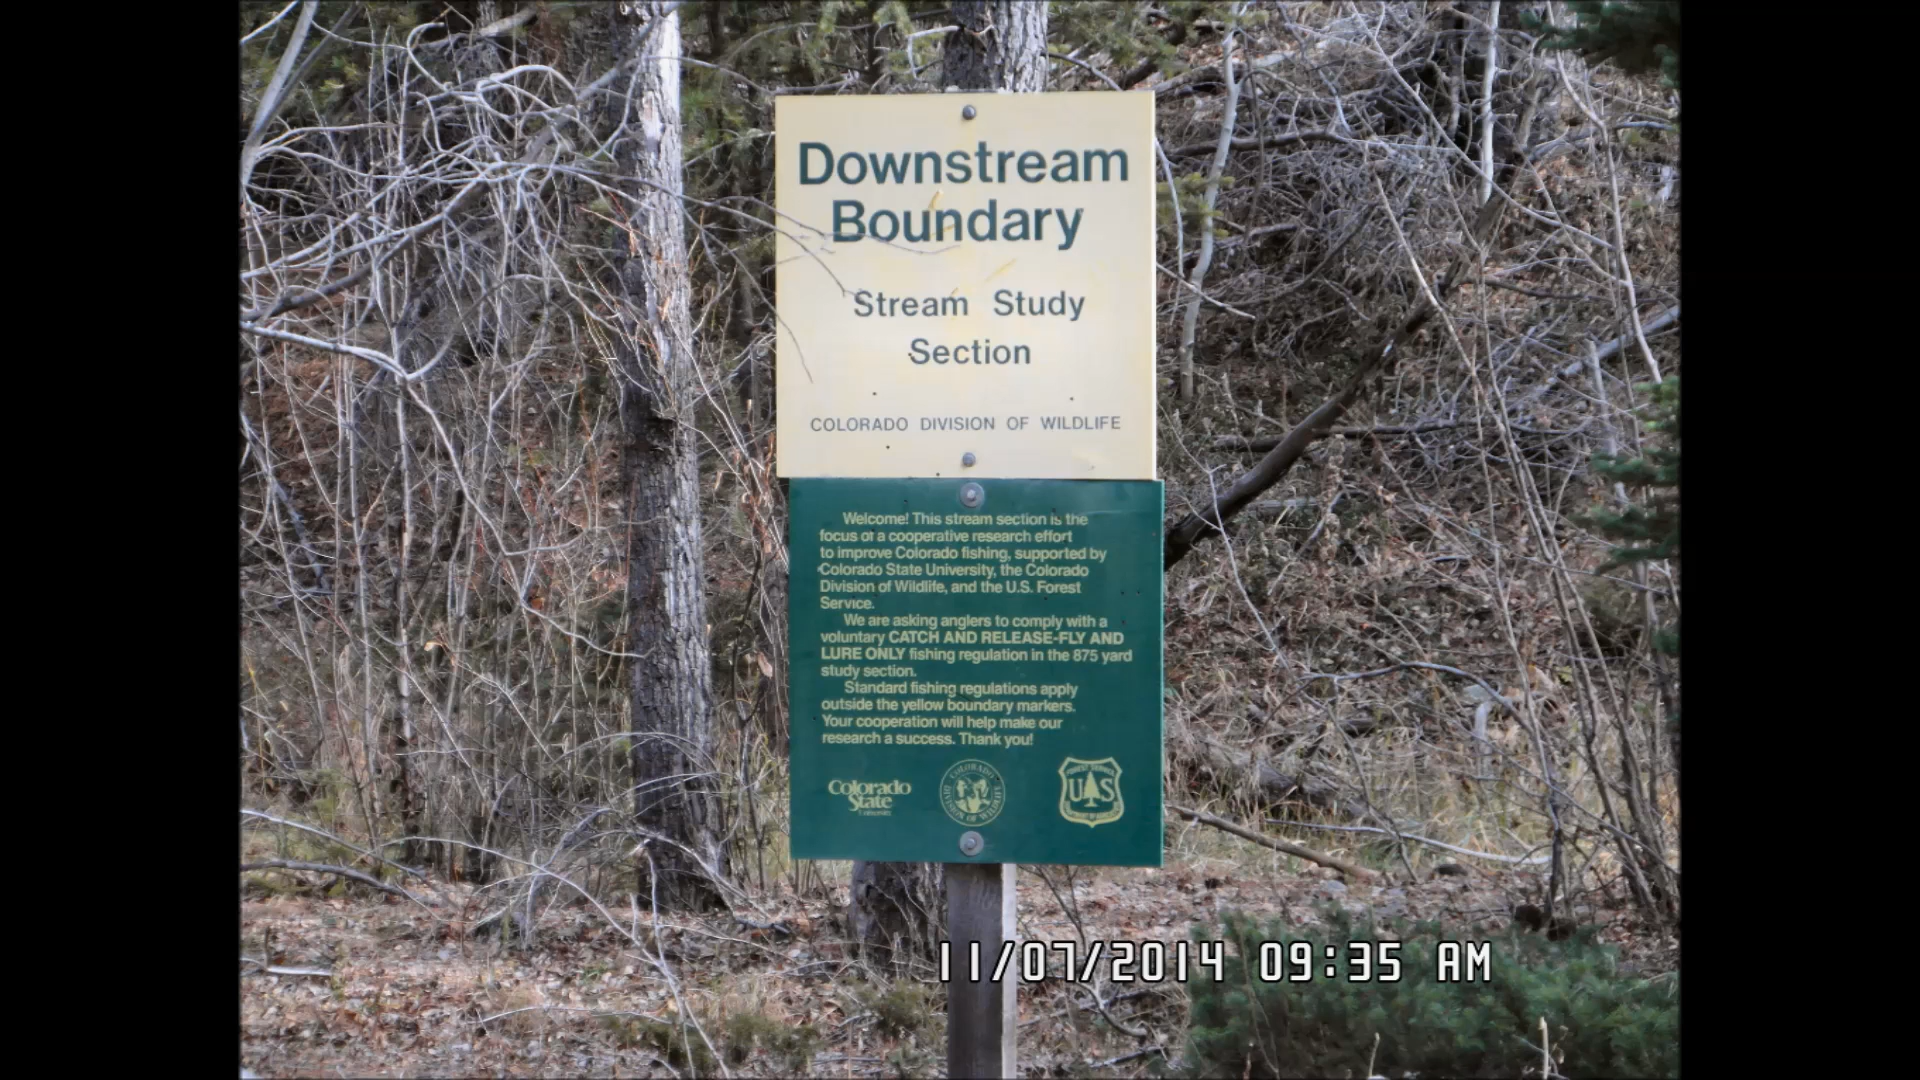 Downstream
Boundary
Stream Study
Section
COLORADO DIVISION OF WILDLIFE
Welcome! This stream section is the
focus of a cooperative research effort
to improve Colorado fishing, supported by
Colorado State University, the Colorado
Division of Wildlife, and the U.S. Forest
Service.
We are asking anglers to comply with a
voluntary CATCH AND RELEASE-FLY AND
LURE ONLY fishing regulation in the 875 yard
study section.
Standard fishing regulations apply
outside the yellow boundary markers.
Your cooperation will help make our
research a success. Thank you!
Colorado
State
University
COLORADO
DIVISION OF WILDLIFE
FOREST SERVICE
US
11/07/2014 09:35 AM